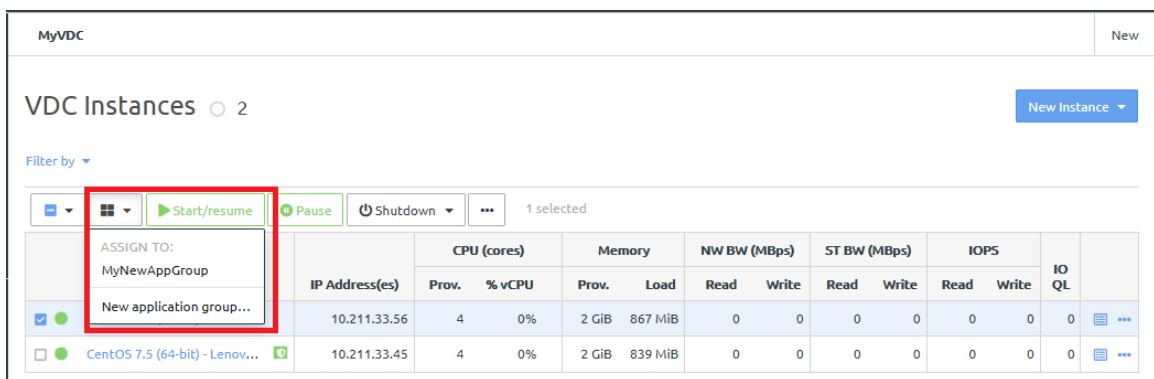 MyVDC New
VDC Instances 2
New Instance
Filter by
Start/resume Pause Shutdown ... 1 selected
ASSIGN TO:
MyNewAppGroup
New application group...
CPU (cores) Memory NW BW (MBps) ST BW (MBps) IOPS
IP Address(es) Prov. % vCPU Prov. Load Read Write Read Write Read Write IO QL
10.211.33.56 4 0% 2 GiB 867 MiB 0 0 0 0 0 0 0 ...
CentOS 7.5 (64-bit) - Lenov... 10.211.33.45 4 0% 2 GiB 839 MiB 0 0 0 0 0 0 0 ...